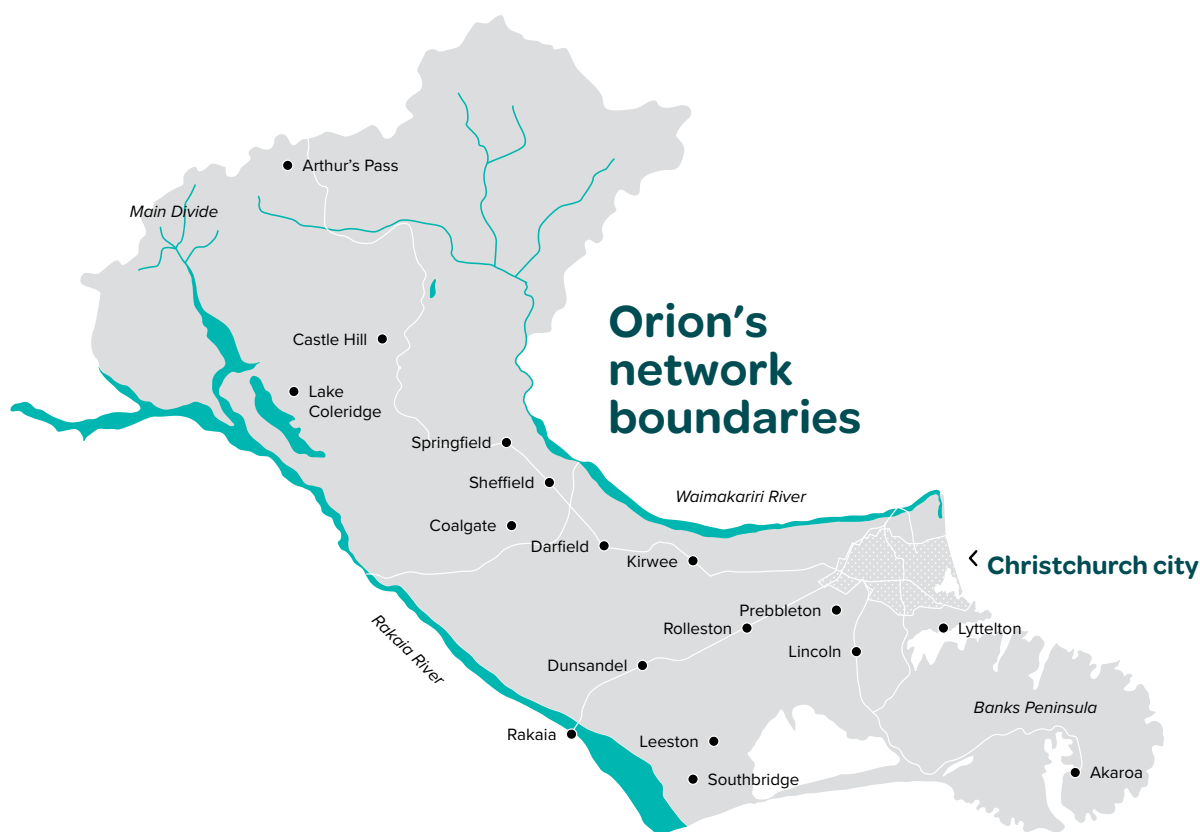 Arthur's Pass
Main Divide
Orion's
network
boundaries
Castle Hill
Lake
Coleridge
Springfield
Sheffield
Waimakariri River
Coalgate
Darfield
Kirwee
Christchurch city
Prebbleton
Rolleston
Lyttelton
Rakaia River
Lincoln
Dunsandel
Banks Peninsula
Rakaia
Leeston
Southbridge
Akaroa